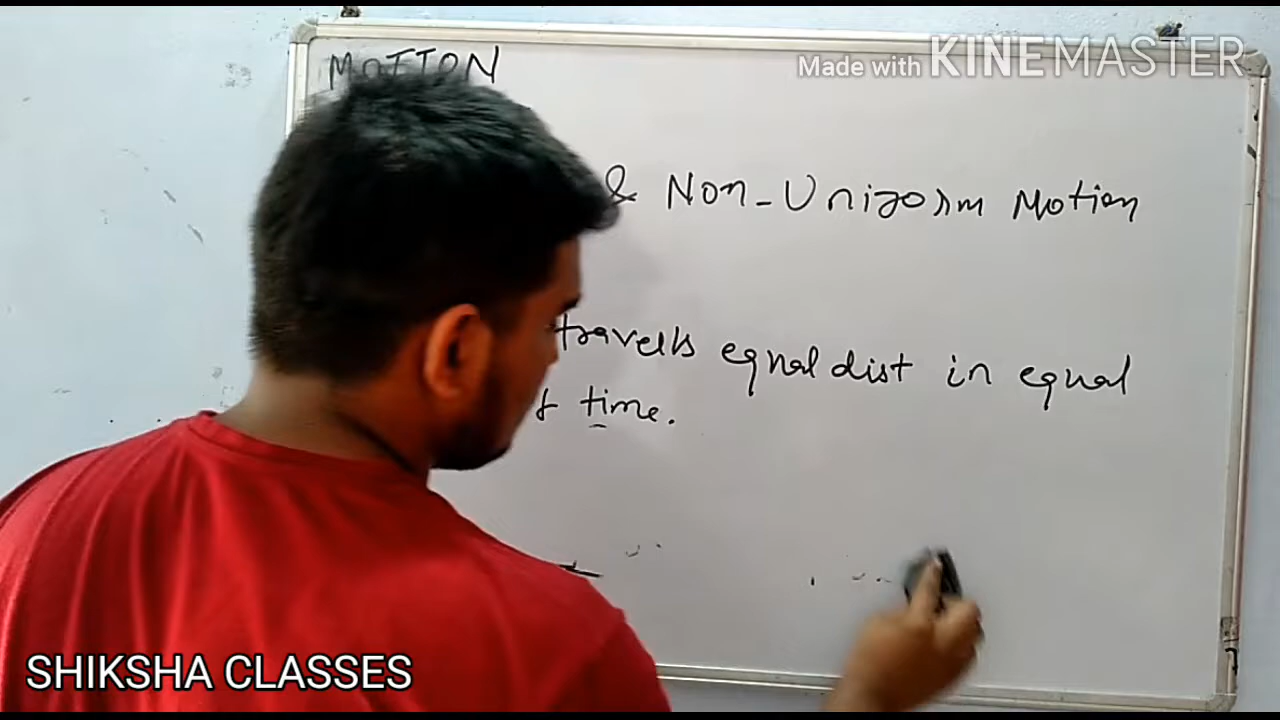 MOTION
Made with KINEMASTER
& Non-Uniform Motion
travells equal dist in equal
f time.
SHIKSHA CLASSES